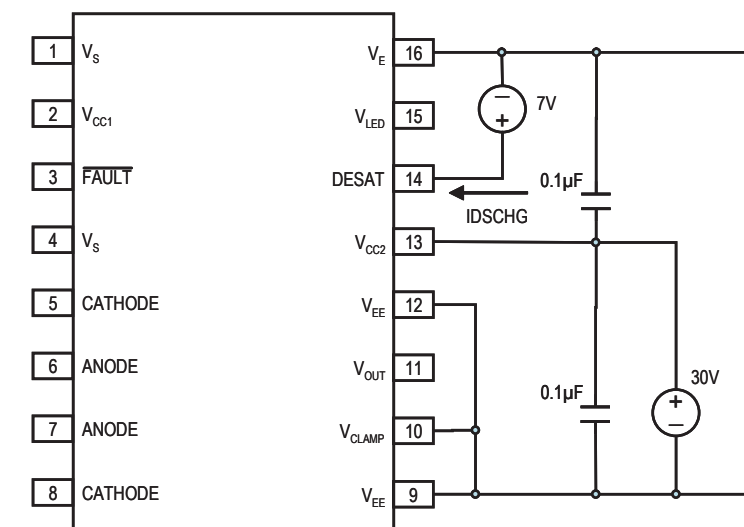 1 V_S V_E 16
− 7V
2 V_CC1 V_LED 15
+
3 FAULT DESAT 14
0.1µF
IDSCHG
4 V_S V_CC2 13
5 CATHODE V_EE 12
6 ANODE V_OUT 11
30V
0.1µF
+
−
7 ANODE V_CLAMP 10
8 CATHODE V_EE 9